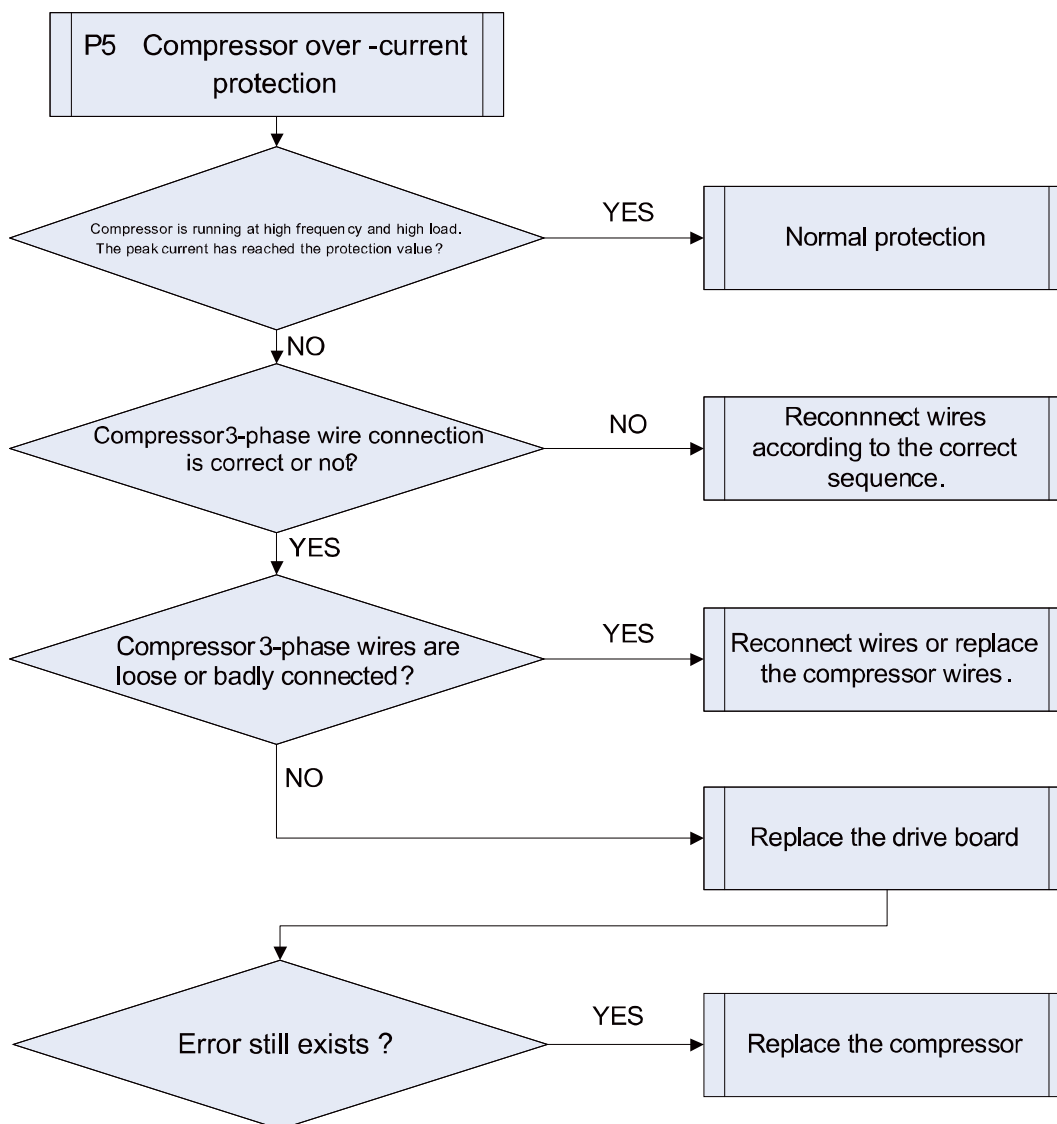 P5 Compressor over -current
protection
Compressor is running at high frequency and high load.
The peak current has reached the protection value ?
YES
Normal protection
NO
Compressor 3-phase wire connection
is correct or not?
NO
Reconnnect wires
according to the correct
sequence.
YES
Compressor 3-phase wires are
loose or badly connected ?
YES
Reconnect wires or replace
the compressor wires .
NO
Replace the drive board
Error still exists ?
YES
Replace the compressor